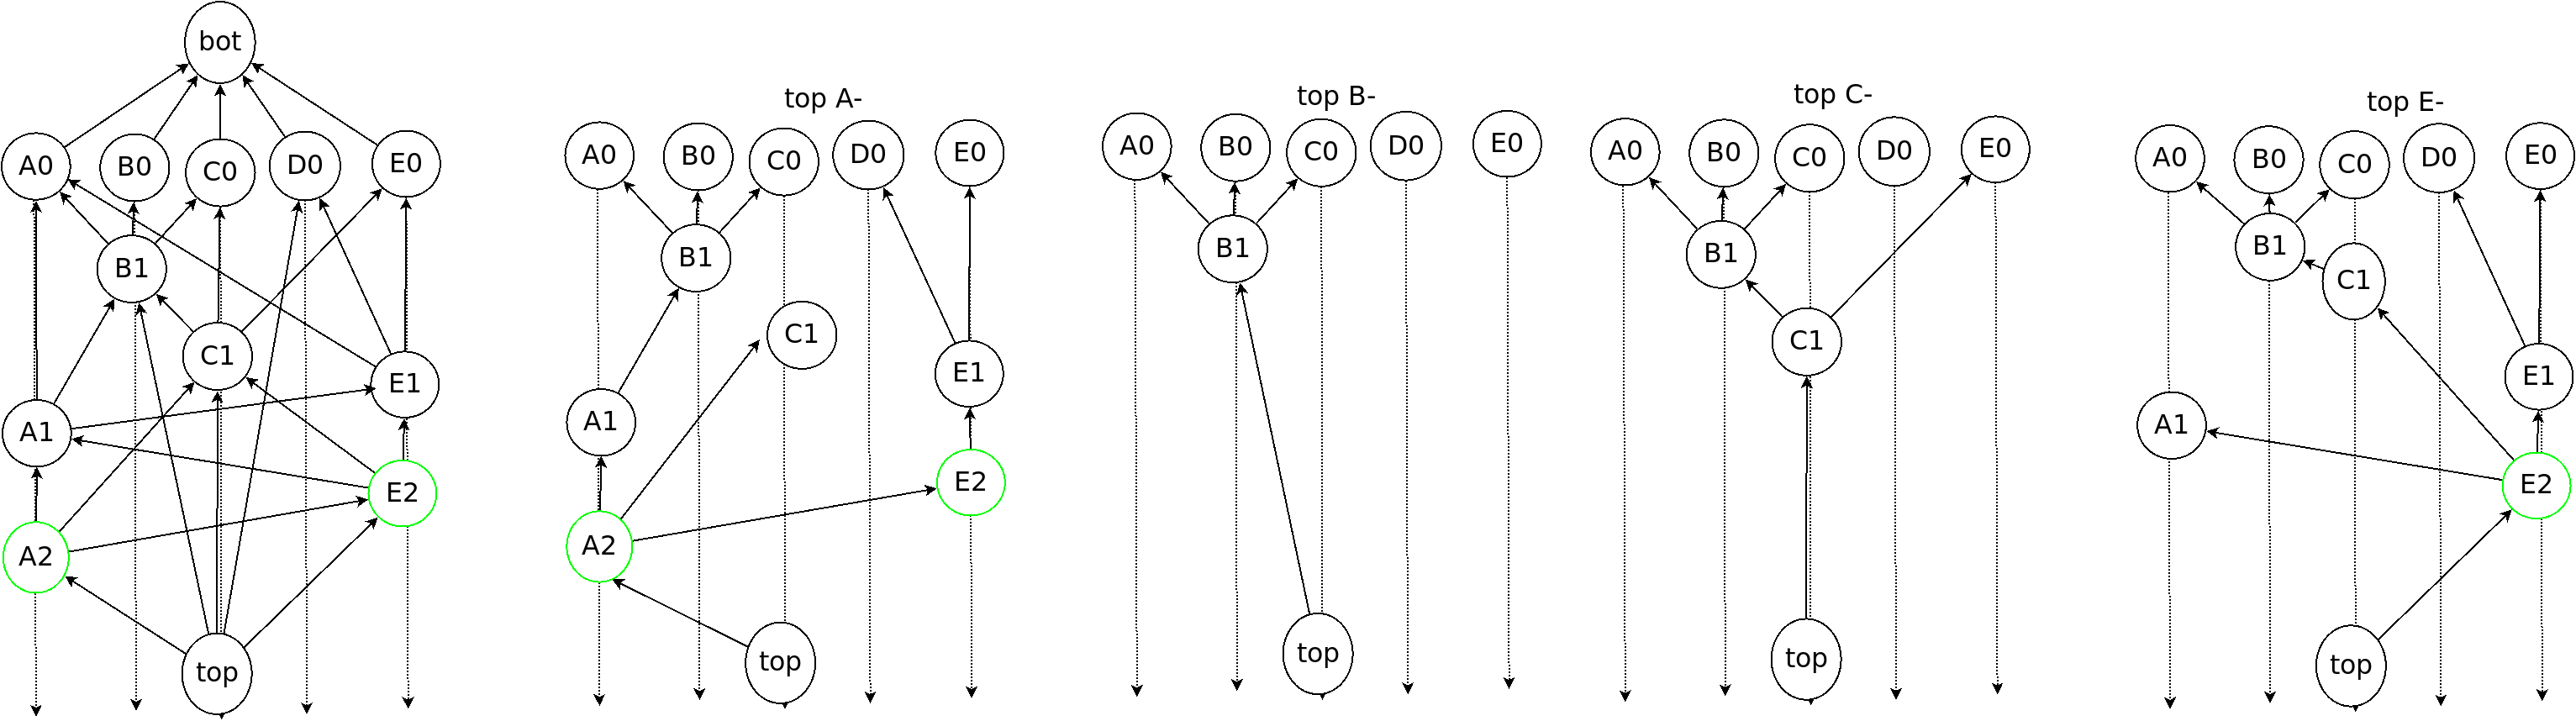 bot
A0 B0 C0 D0 E0
B1
C1
E1
A1
E2
A2
top
top A-
A0 B0 C0 D0 E0
B1
C1
E1
A1
E2
A2
top
top B-
A0 B0 C0 D0 E0
B1
top
top C-
A0 B0 C0 D0 E0
B1
C1
top
top E-
A0 B0 C0 D0 E0
B1
C1
E1
A1
E2
top